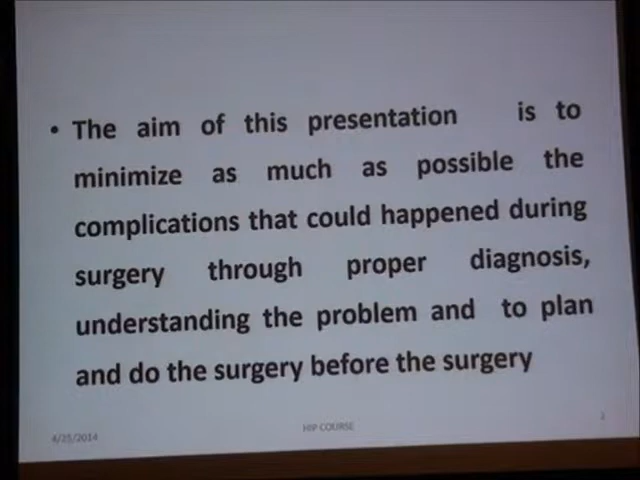 • The aim of this presentation is to
minimize as much as possible the
complications that could happened during
surgery through proper diagnosis,
understanding the problem and to plan
and do the surgery before the surgery
4/25/2014
HIP COURSE